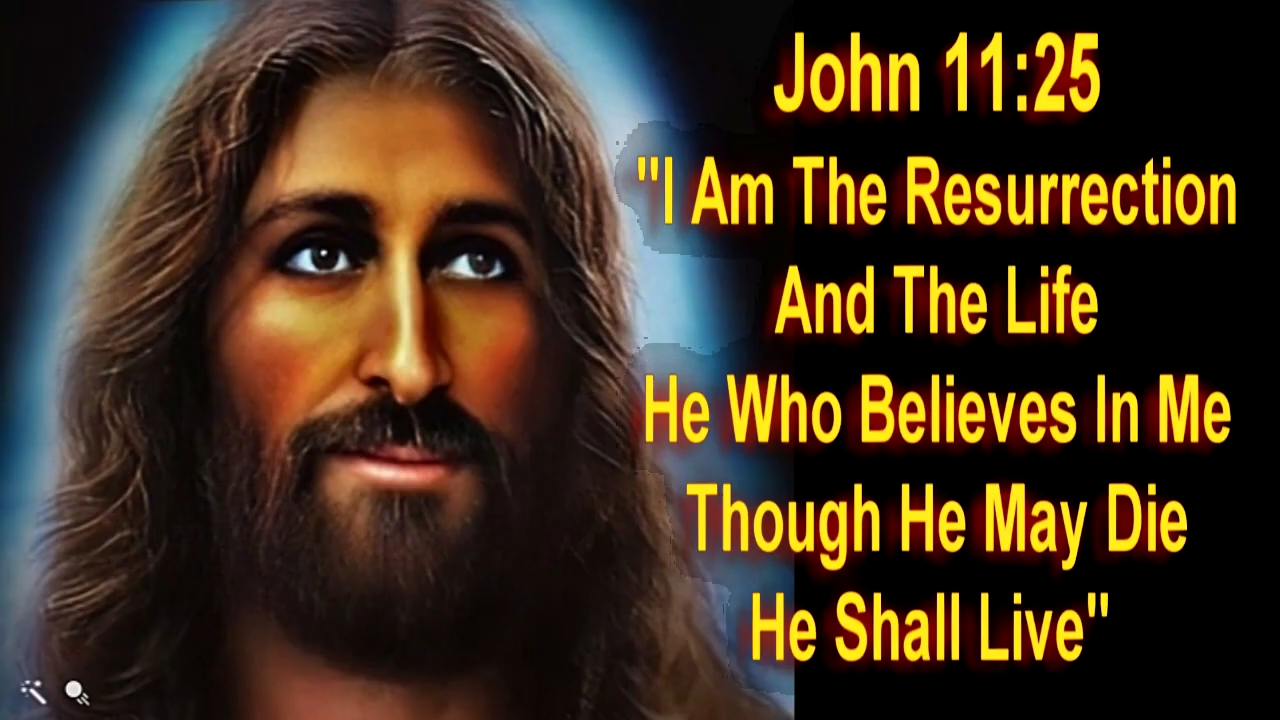 John 11:25
"I Am The Resurrection
And The Life
He Who Believes In Me
Though He May Die
He Shall Live"